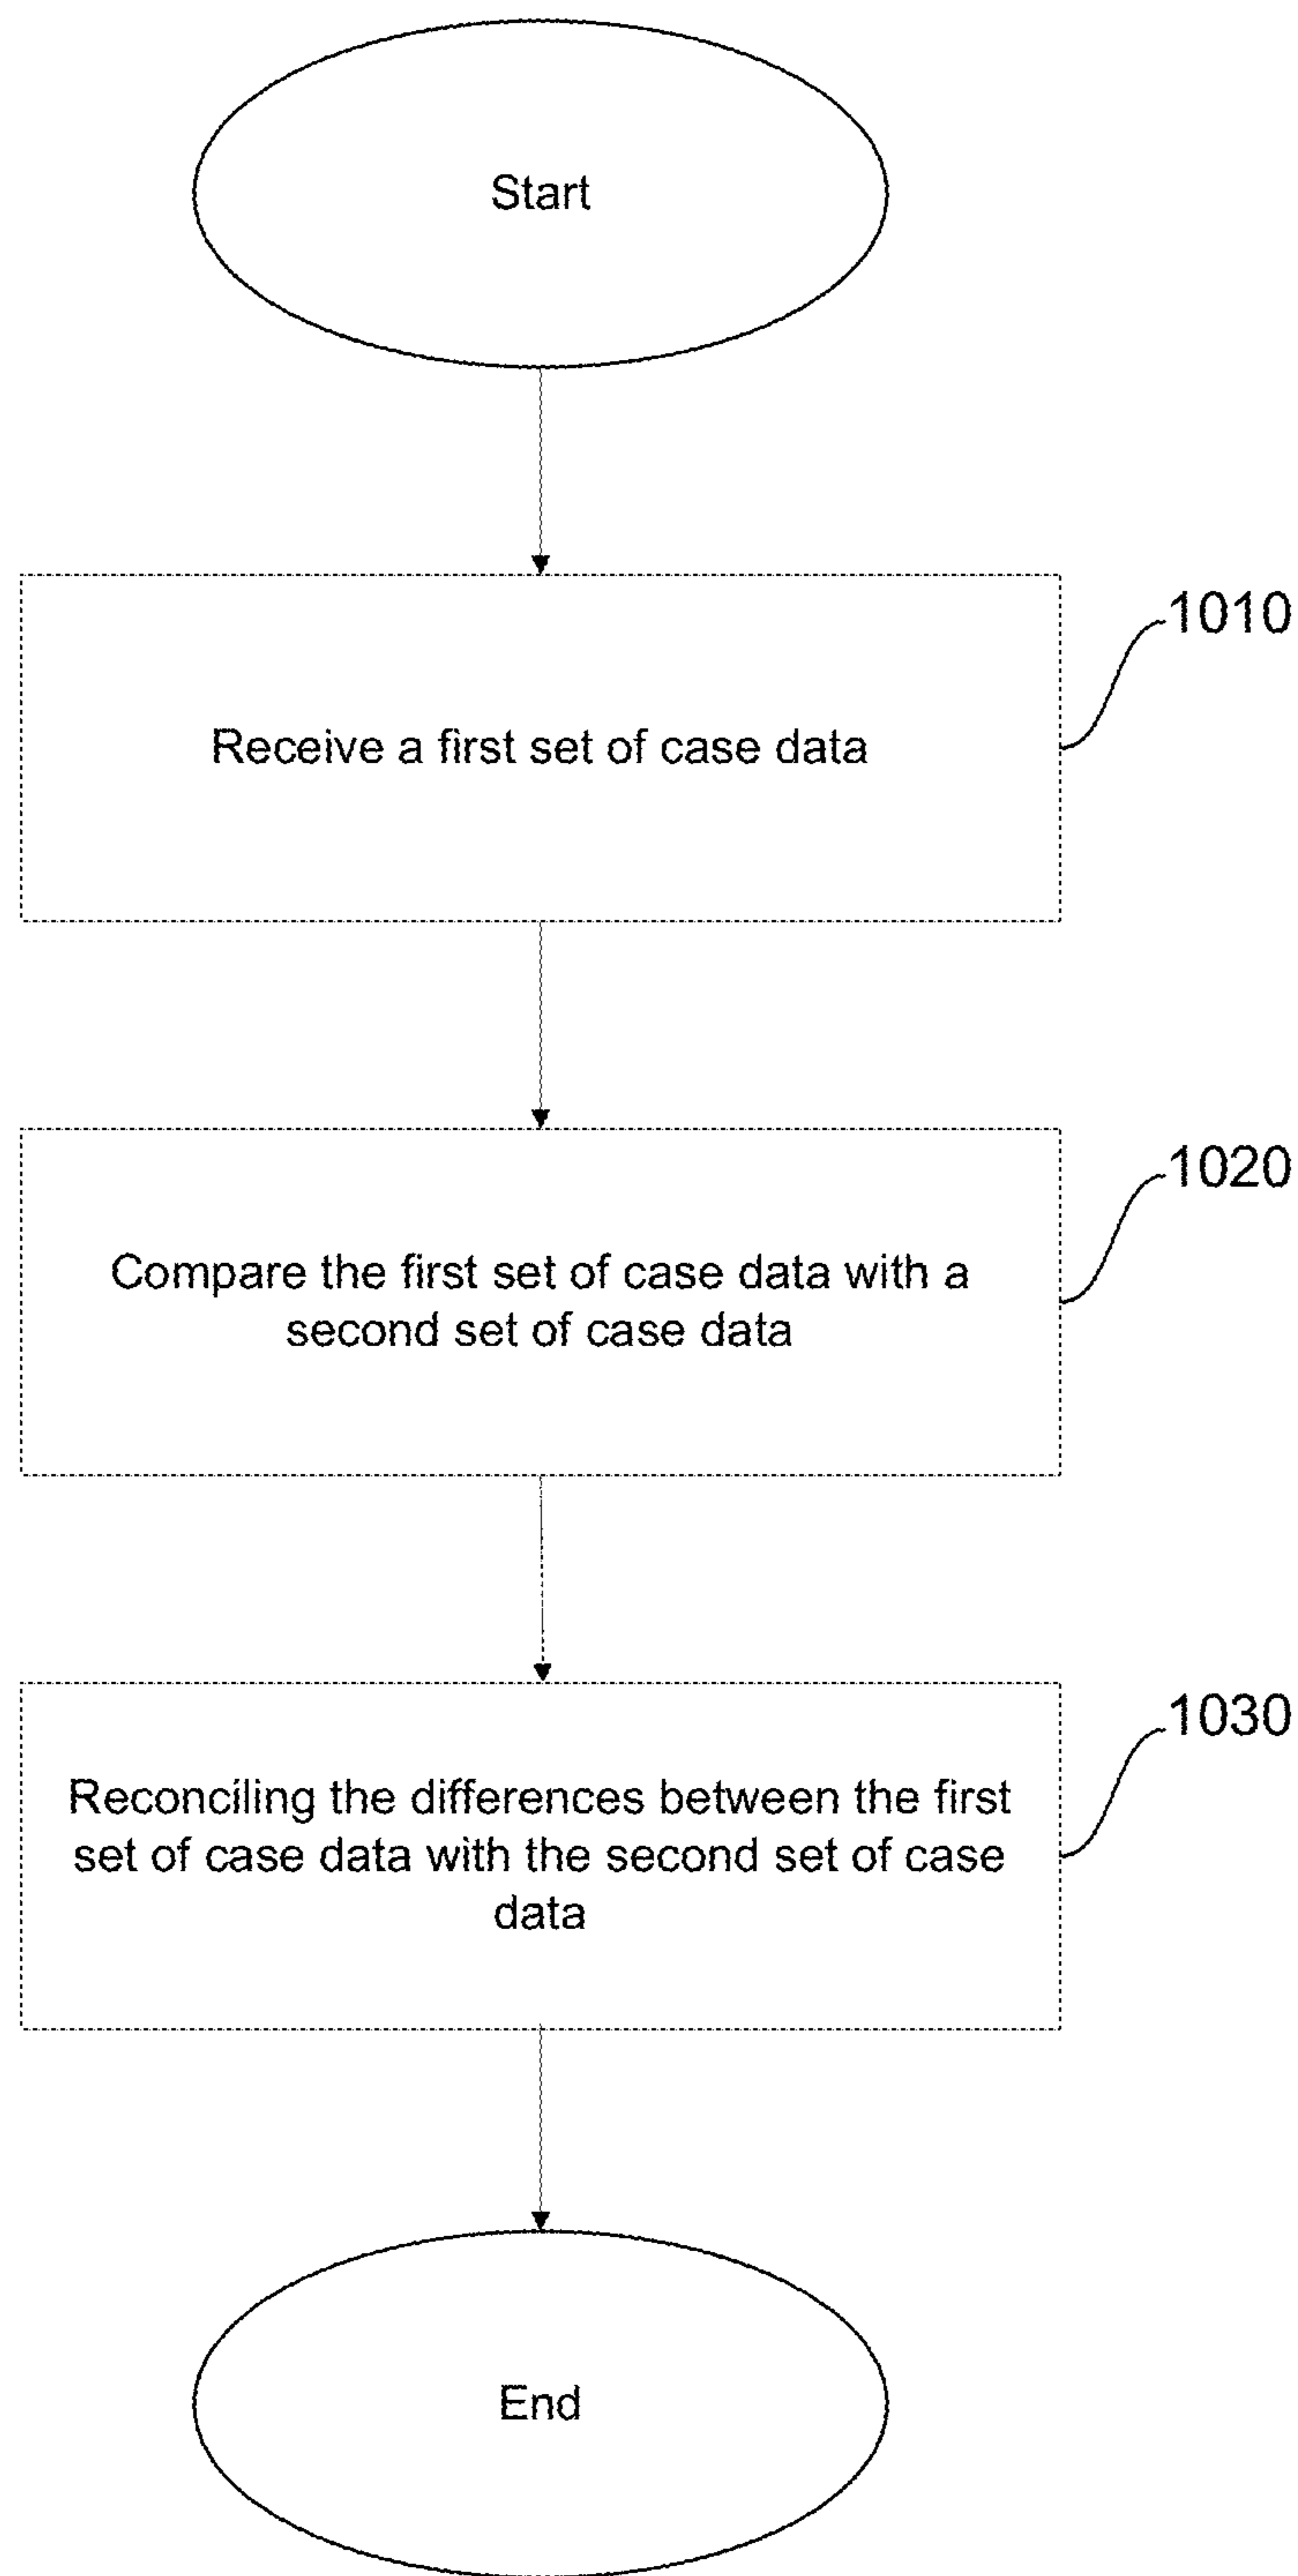 Start
1010
Receive a first set of case data
1020
Compare the first set of case data with a
second set of case data
1030
Reconciling the differences between the first
set of case data with the second set of case
data
End